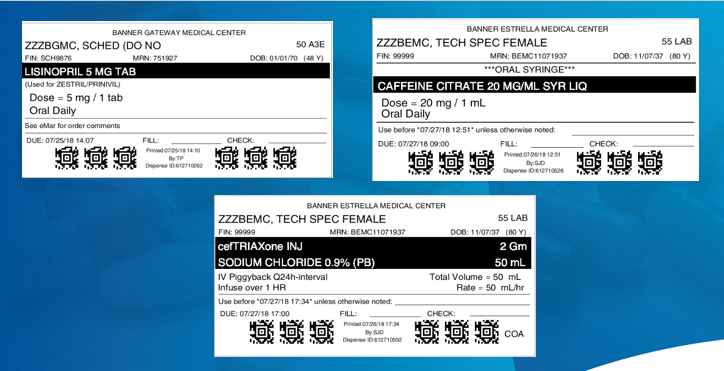 BANNER GATEWAY MEDICAL CENTER
ZZZBGMC, SCHED (DO NO 50 A3E
FIN: SCH9876 MRN: 751927 DOB: 01/01/70 (48 Y)
LISINOPRIL 5 MG TAB
(Used for ZESTRIL/PRINIVIL)
Dose = 5 mg / 1 tab
Oral Daily
See eMar for order comments
DUE: 07/25/18 14:07 FILL: CHECK:
Printed:07/25/18 14:10
By:TP
Dispense ID:612710262
BANNER ESTRELLA MEDICAL CENTER
ZZZBEMC, TECH SPEC FEMALE 55 LAB
FIN: 99999 MRN: BEMC11071937 DOB: 11/07/37 (80 Y)
***ORAL SYRINGE***
CAFFEINE CITRATE 20 MG/ML SYR LIQ
Dose = 20 mg / 1 mL
Oral Daily
Use before "07/27/18 12:51" unless otherwise noted:
DUE: 07/27/18 09:00 FILL: CHECK:
Printed:07/26/18 12:51
By:SJD
Dispense ID:612710526
BANNER ESTRELLA MEDICAL CENTER
ZZZBEMC, TECH SPEC FEMALE 55 LAB
FIN: 99999 MRN: BEMC11071937 DOB: 11/07/37 (80 Y)
cefTRIAXone INJ 2 Gm
SODIUM CHLORIDE 0.9% (PB) 50 mL
IV Piggyback Q24h-interval Total Volume = 50 mL
Infuse over 1 HR Rate = 50 mL/hr
Use before "07/27/18 17:34" unless otherwise noted:
DUE: 07/27/18 17:00 FILL: CHECK:
Printed:07/26/18 17:34
By:SJD
Dispense ID:612710592
COA